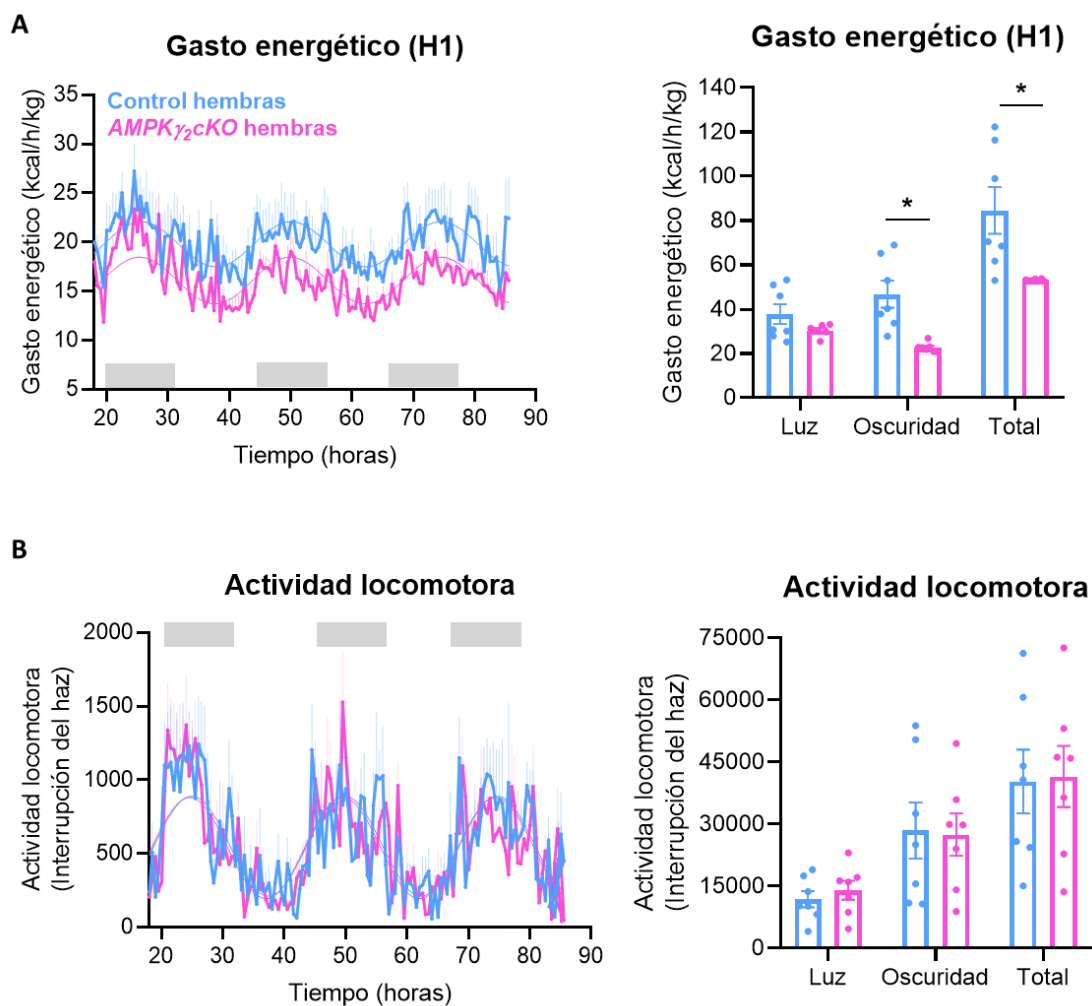 A
Gasto energético (H1)
Gasto energético (kcal/h/kg)
35
30
25
20
15
10
5
Control hembras
AMPKγ2cKO hembras
20 30 40 50 60 70 80 90
Tiempo (horas)
Gasto energético (H1)
Gasto energético (kcal/h/kg)
140
120
100
80
60
40
20
0
*
*
Luz Oscuridad Total
B
Actividad locomotora
Actividad locomotora
(Interrupción del haz)
2000
1500
1000
500
0
20 30 40 50 60 70 80 90
Tiempo (horas)
Actividad locomotora
Actividad locomotora
(Interrupción del haz)
75000
60000
45000
30000
15000
0
Luz Oscuridad Total